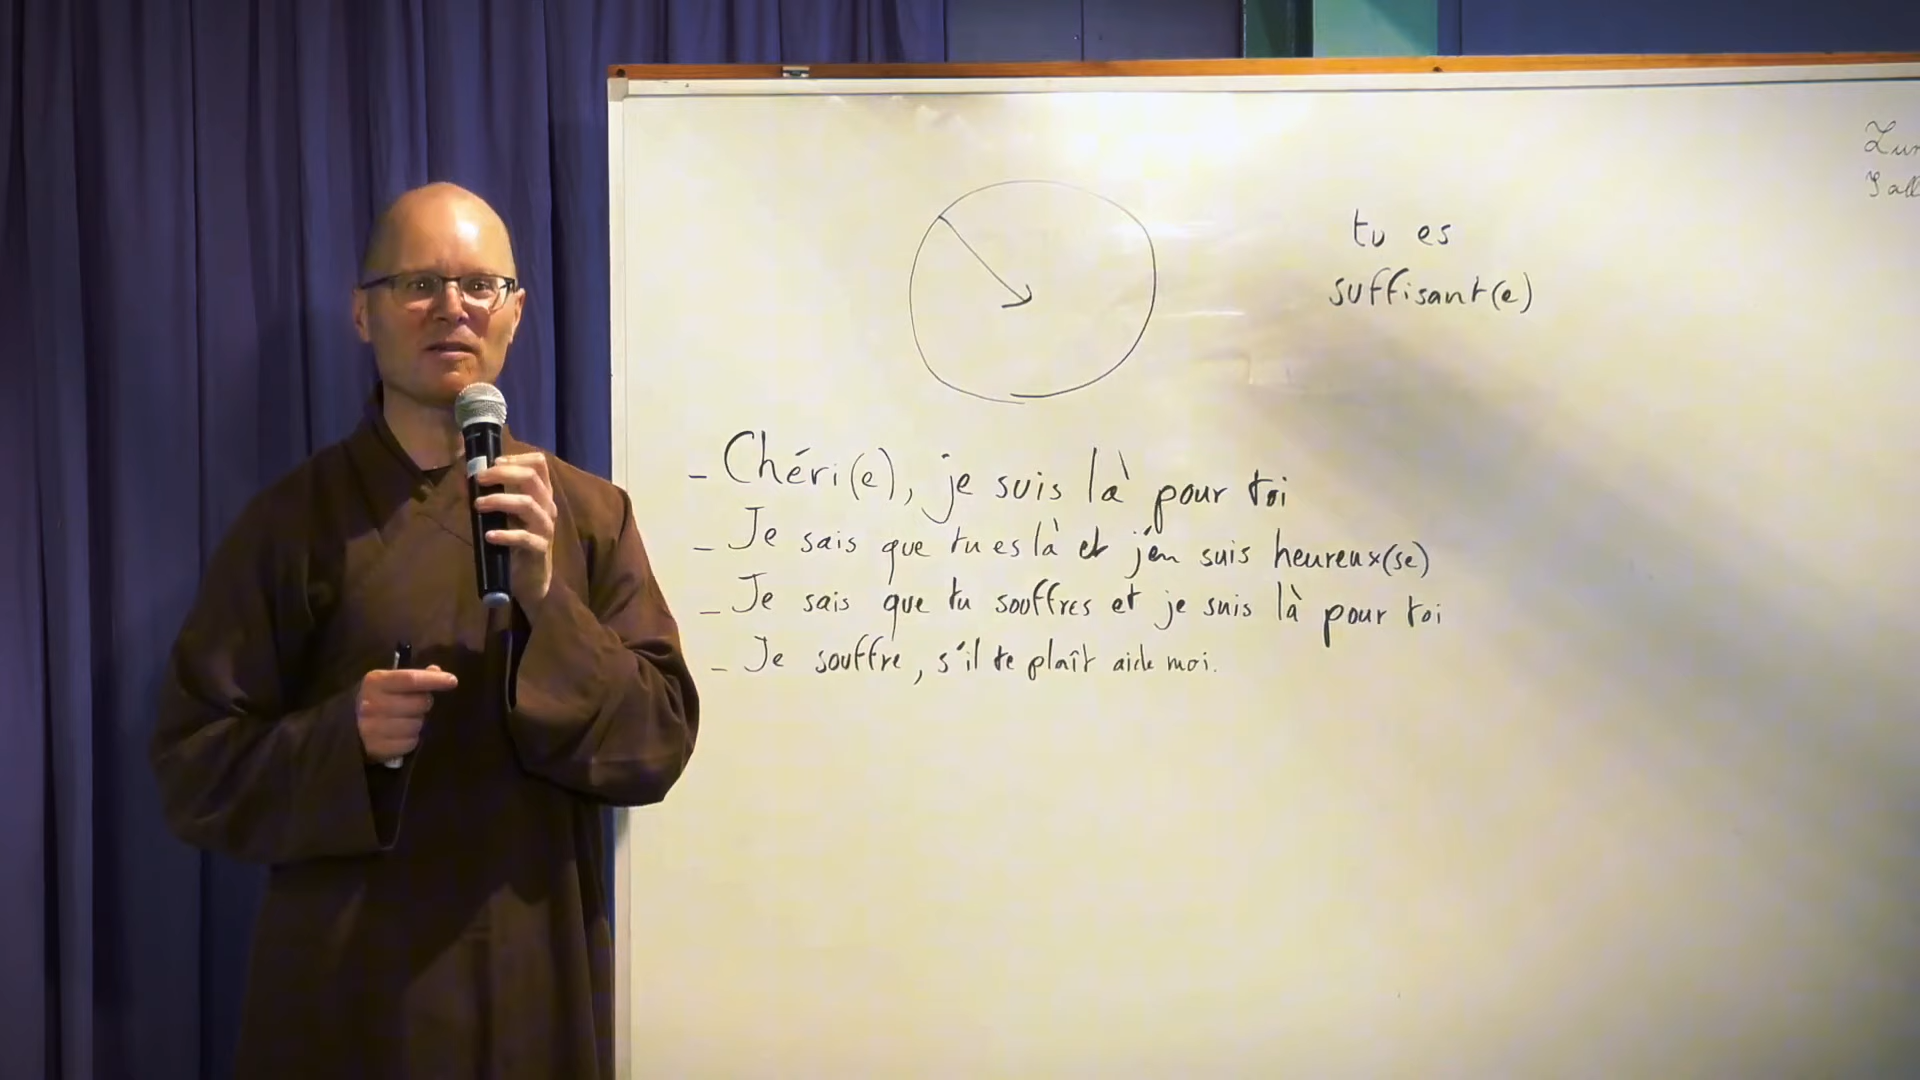 tu es
suffisant(e)
- Chéri(e), je suis là pour toi
- Je sais que tu es là et j'en suis heureux(se)
- Je sais que tu souffres et je suis là pour toi
- Je souffre, s'il te plaît aide moi.